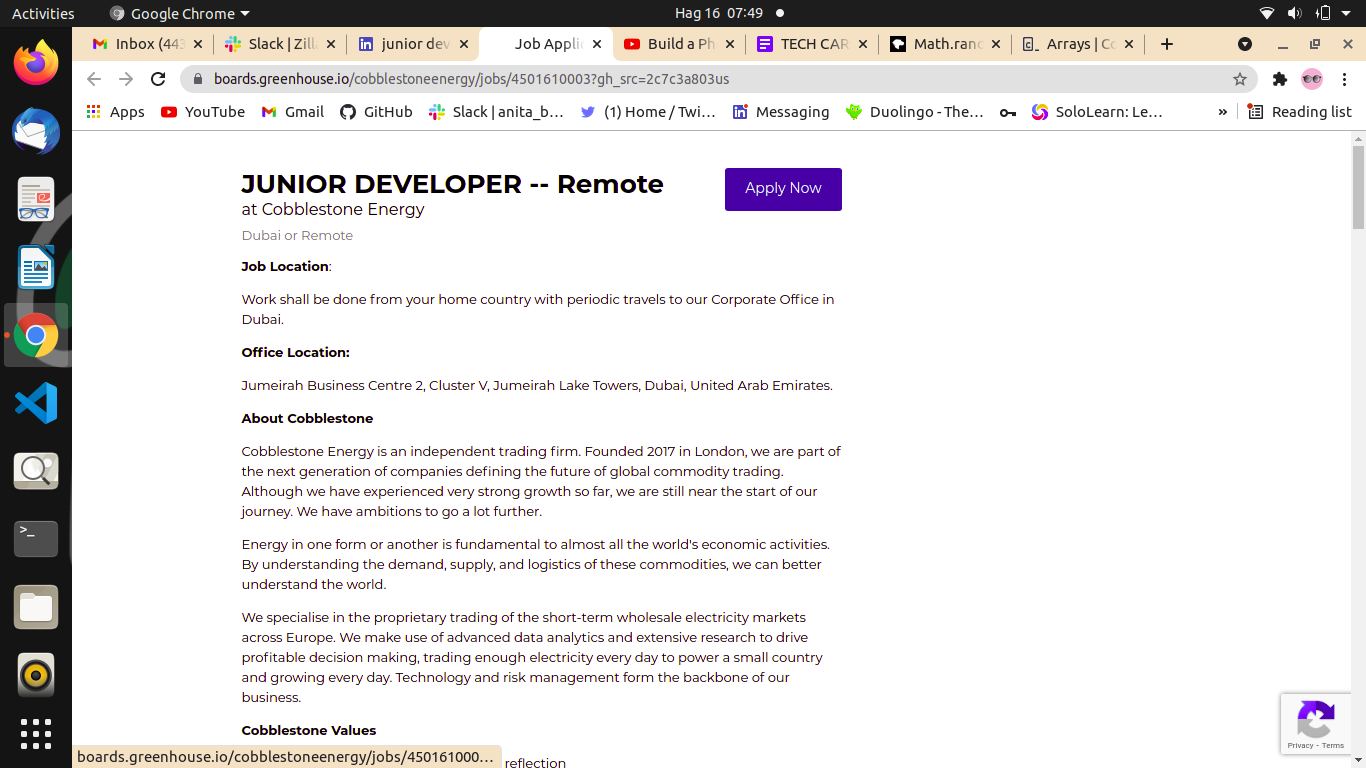 Activities
Google Chrome
Hag 16 07:49
Inbox (443
Slack | Zill
junior dev
Job Applic
Build a Ph
TECH CAR
Math.ranc
Arrays | Co
boards.greenhouse.io/cobblestoneenergy/jobs/4501610003?gh_src=2c7c3a803us
Apps
YouTube
Gmail
GitHub
Slack | anita_b...
(1) Home / Twi...
Messaging
Duolingo - The...
SoloLearn: Le...
»
Reading list
JUNIOR DEVELOPER -- Remote
Apply Now
at Cobblestone Energy
Dubai or Remote
Job Location:
Work shall be done from your home country with periodic travels to our Corporate Office in
Dubai.
Office Location:
Jumeirah Business Centre 2, Cluster V, Jumeirah Lake Towers, Dubai, United Arab Emirates.
About Cobblestone
Cobblestone Energy is an independent trading firm. Founded 2017 in London, we are part of
the next generation of companies defining the future of global commodity trading.
Although we have experienced very strong growth so far, we are still near the start of our
journey. We have ambitions to go a lot further.
Energy in one form or another is fundamental to almost all the world's economic activities.
By understanding the demand, supply, and logistics of these commodities, we can better
understand the world.
We specialise in the proprietary trading of the short-term wholesale electricity markets
across Europe. We make use of advanced data analytics and extensive research to drive
profitable decision making, trading enough electricity every day to power a small country
and growing every day. Technology and risk management form the backbone of our
business.
Cobblestone Values
Privacy - Terms
boards.greenhouse.io/cobblestoneenergy/jobs/450161000...
reflection